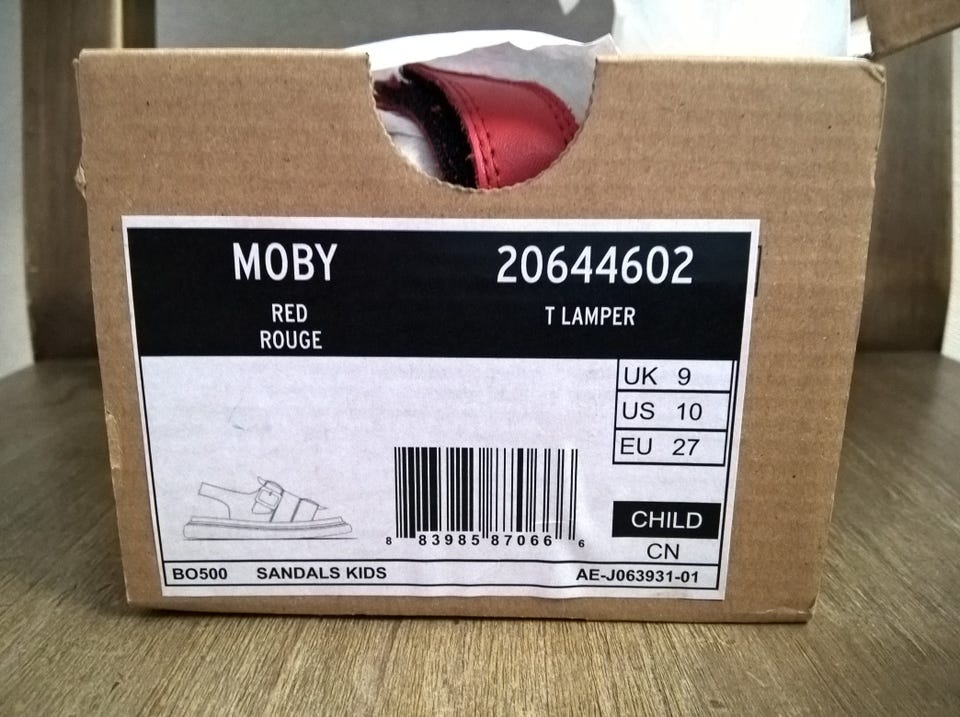 MOBY 20644602
RED T LAMPER
ROUGE
UK 9
US 10
EU 27
CHILD
CN
8 83985 87066 6
BO500 SANDALS KIDS AE-J063931-01